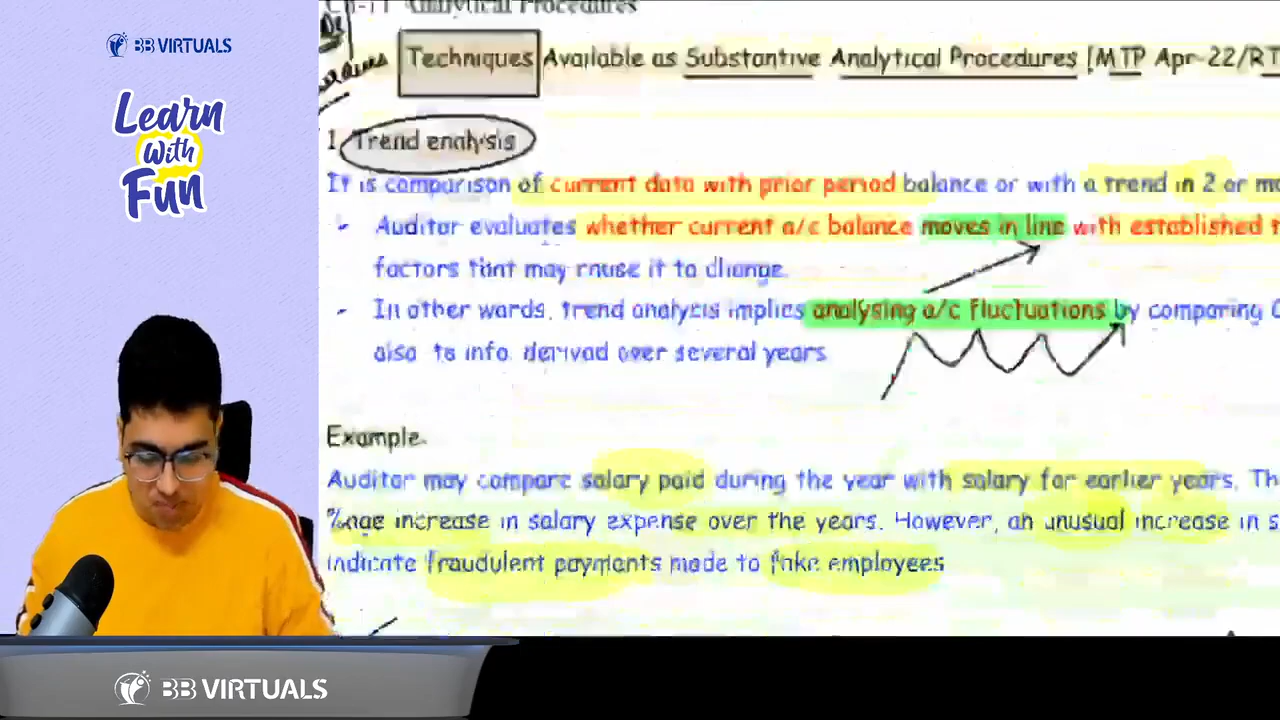 BB VIRTUALS
Learn
With
Fun
Analytical Procedures
Techniques Available as Substantive Analytical Procedures [MTP Apr-22/RT
1. Trend analysis
It is comparison of current data with prior period balance or with a trend in 2 or mo
Auditor evaluates whether current a/c balance moves in line with established t
factors that may cause it to change.
In other words, trend analysis implies analysing a/c fluctuations by comparing C
also to info. derived over several years
Example-
Auditor may compare salary paid during the year with salary for earlier years. Th
%age increase in salary expense over the years. However, an unusual increase in s
indicate fraudulent payments made to fake employees
BB VIRTUALS